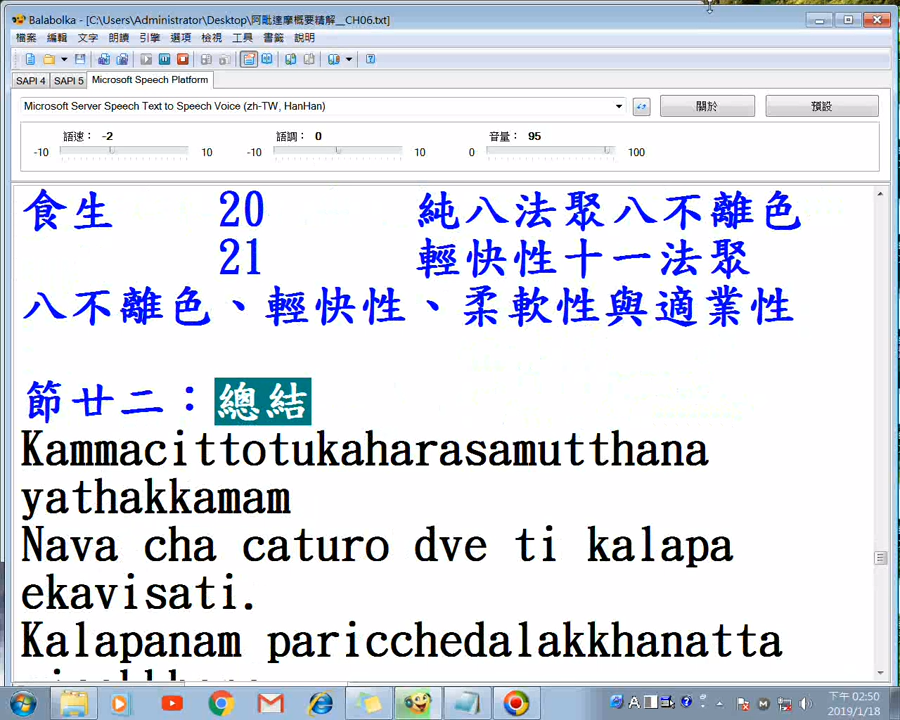 Balabolka - [C:\Users\Administrator\Desktop\阿毗達摩概要精解__CH06.txt]
檔案 編輯 文字 朗讀 引擎 選項 檢視 工具 書籤 說明
SAPI 4 SAPI 5 Microsoft Speech Platform
Microsoft Server Speech Text to Speech Voice (zh-TW, HanHan) 關於 預設
語速： -2 語調： 0 音量： 95
-10 10 -10 10 0 100
食生 20 純八法聚八不離色
21 輕快性十一法聚
八不離色、輕快性、柔軟性與適業性
節廿二：總結
Kammacittotukaharasamutthana
yathakkamam
Nava cha caturo dve ti kalapa
ekavisati.
Kalapanam paricchedalakkhanatta
下午 02:50
2019/1/18